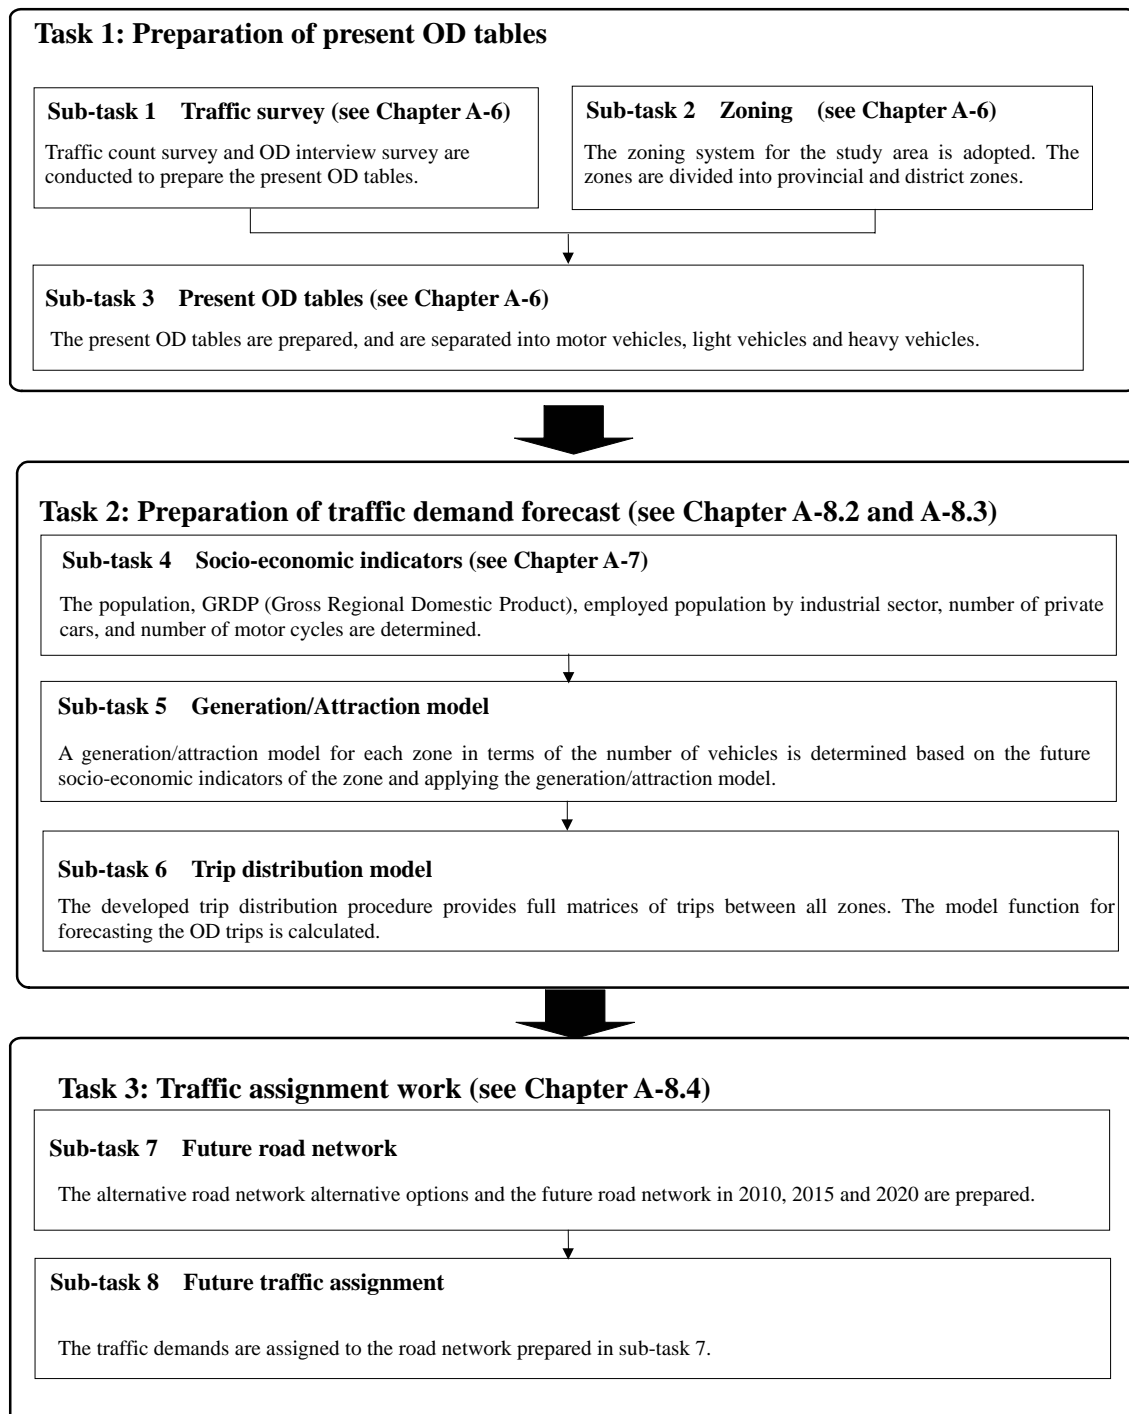 Task 1: Preparation of present OD tables
Sub-task 1 Traffic survey (see Chapter A-6)
Traffic count survey and OD interview survey are
conducted to prepare the present OD tables.
Sub-task 2 Zoning (see Chapter A-6)
The zoning system for the study area is adopted. The
zones are divided into provincial and district zones.
Sub-task 3 Present OD tables (see Chapter A-6)
The present OD tables are prepared, and are separated into motor vehicles, light vehicles and heavy vehicles.
Task 2: Preparation of traffic demand forecast (see Chapter A-8.2 and A-8.3)
Sub-task 4 Socio-economic indicators (see Chapter A-7)
The population, GRDP (Gross Regional Domestic Product), employed population by industrial sector, number of private
cars, and number of motor cycles are determined.
Sub-task 5 Generation/Attraction model
A generation/attraction model for each zone in terms of the number of vehicles is determined based on the future
socio-economic indicators of the zone and applying the generation/attraction model.
Sub-task 6 Trip distribution model
The developed trip distribution procedure provides full matrices of trips between all zones. The model function for
forecasting the OD trips is calculated.
Task 3: Traffic assignment work (see Chapter A-8.4)
Sub-task 7 Future road network
The alternative road network alternative options and the future road network in 2010, 2015 and 2020 are prepared.
Sub-task 8 Future traffic assignment
The traffic demands are assigned to the road network prepared in sub-task 7.